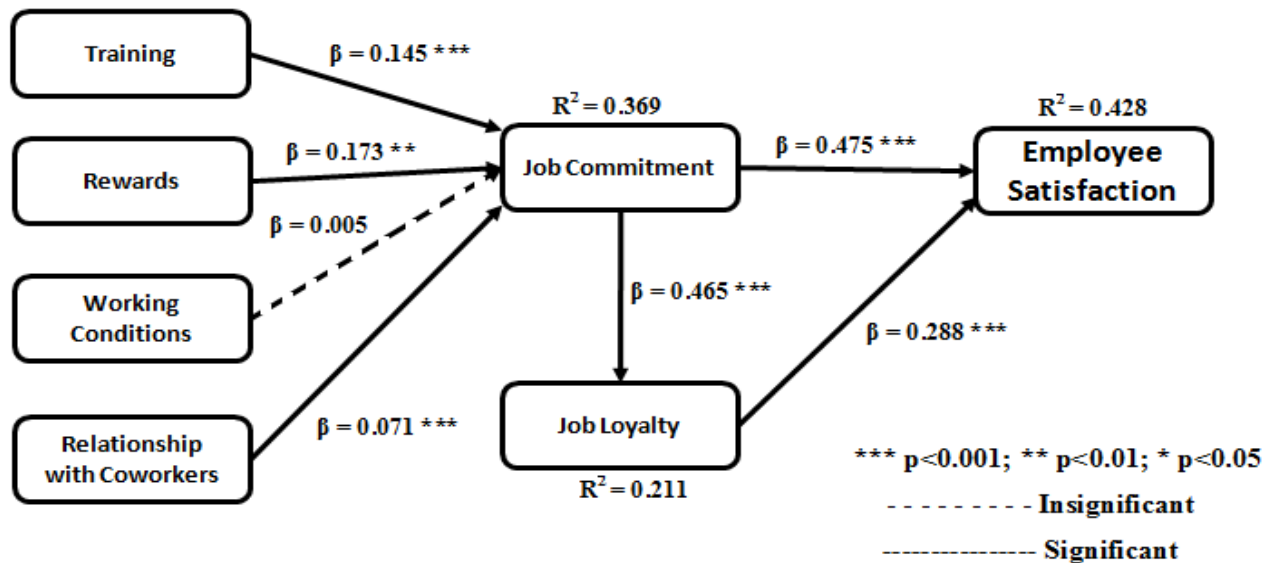 Training
β = 0.145 ***
R² = 0.369
R² = 0.428
Rewards
β = 0.173 **
Job Commitment
β = 0.475 ***
Employee
Satisfaction
β = 0.005
Working
Conditions
β = 0.465 ***
β = 0.288 ***
Relationship
with Coworkers
β = 0.071 ***
Job Loyalty
R² = 0.211
*** p<0.001; ** p<0.01; * p<0.05
- - - - - - - - - Insignificant
---------------- Significant